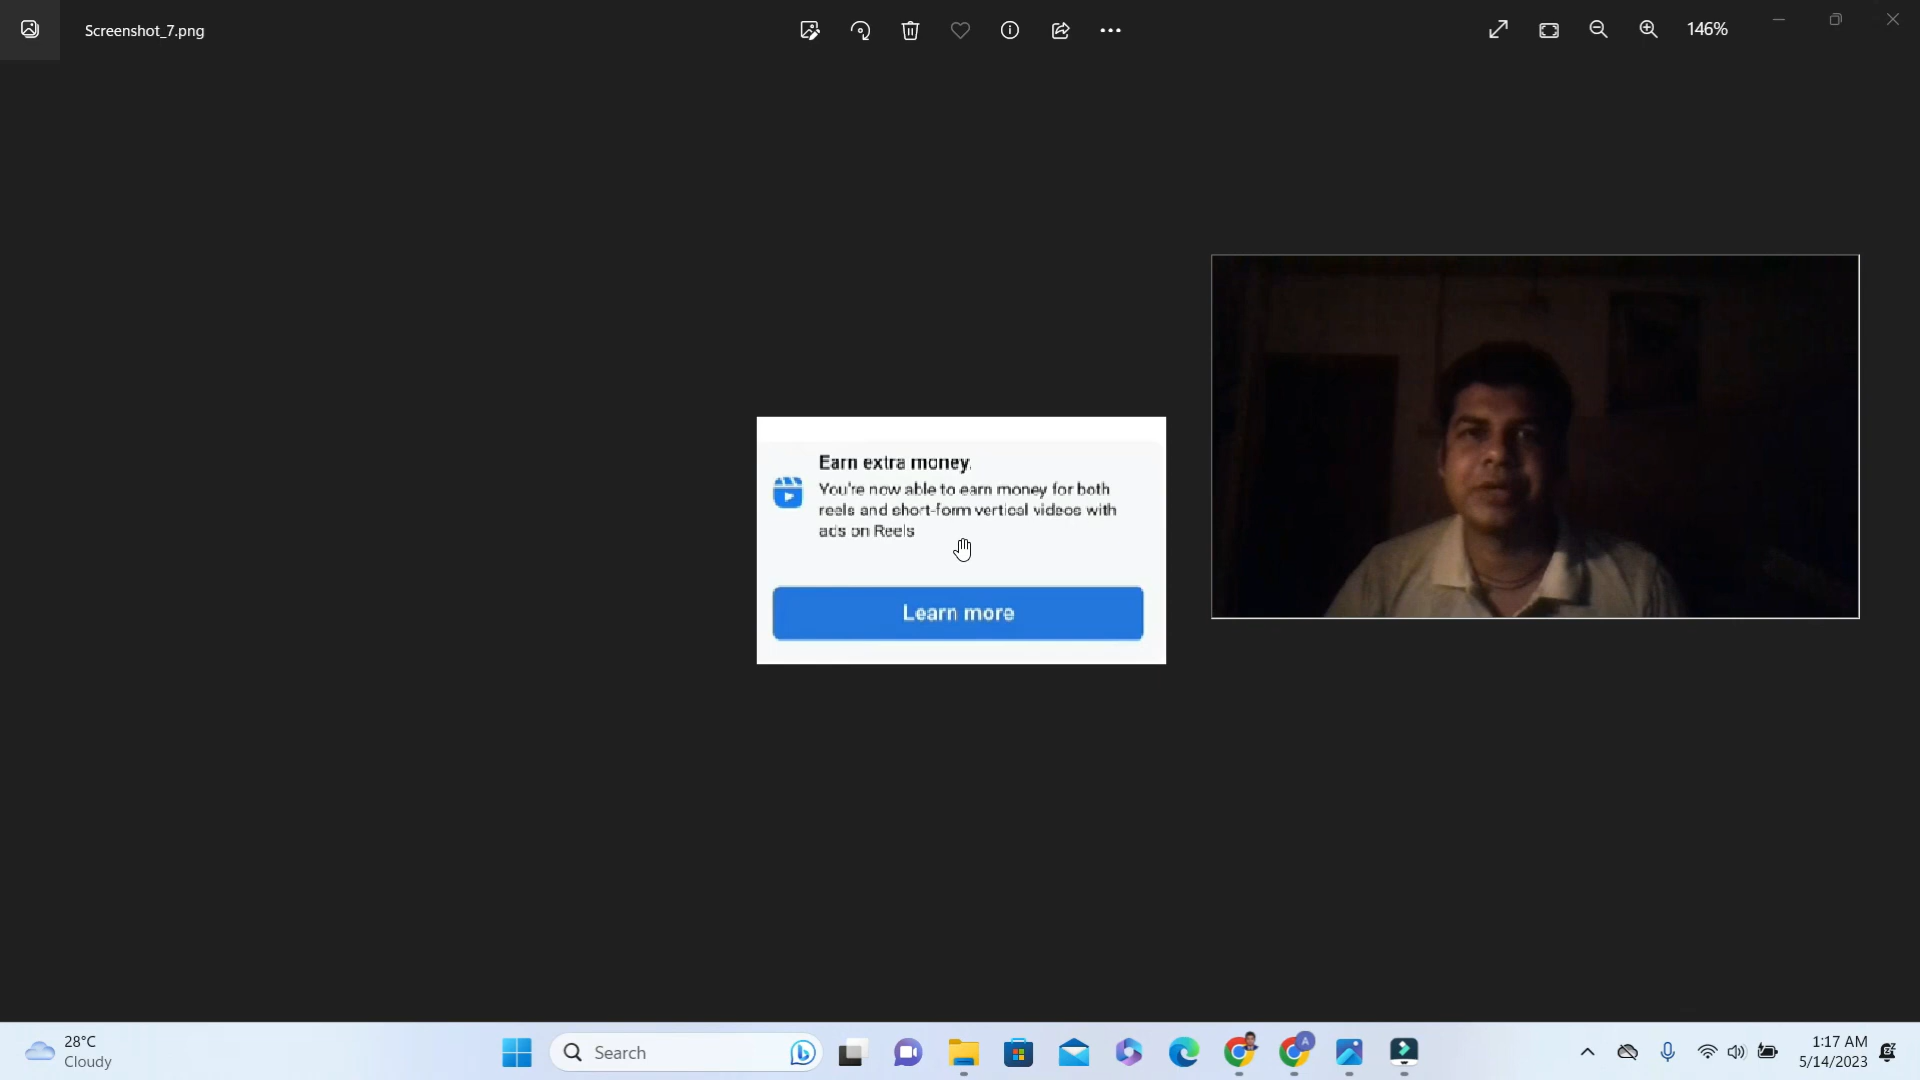 Screenshot_7.png
146%
Earn extra money.
You're now able to earn money for both
reels and short-form vertical videos with
ads on Reels
Learn more
28°C
Cloudy
Search
A
1:17 AM
5/14/2023